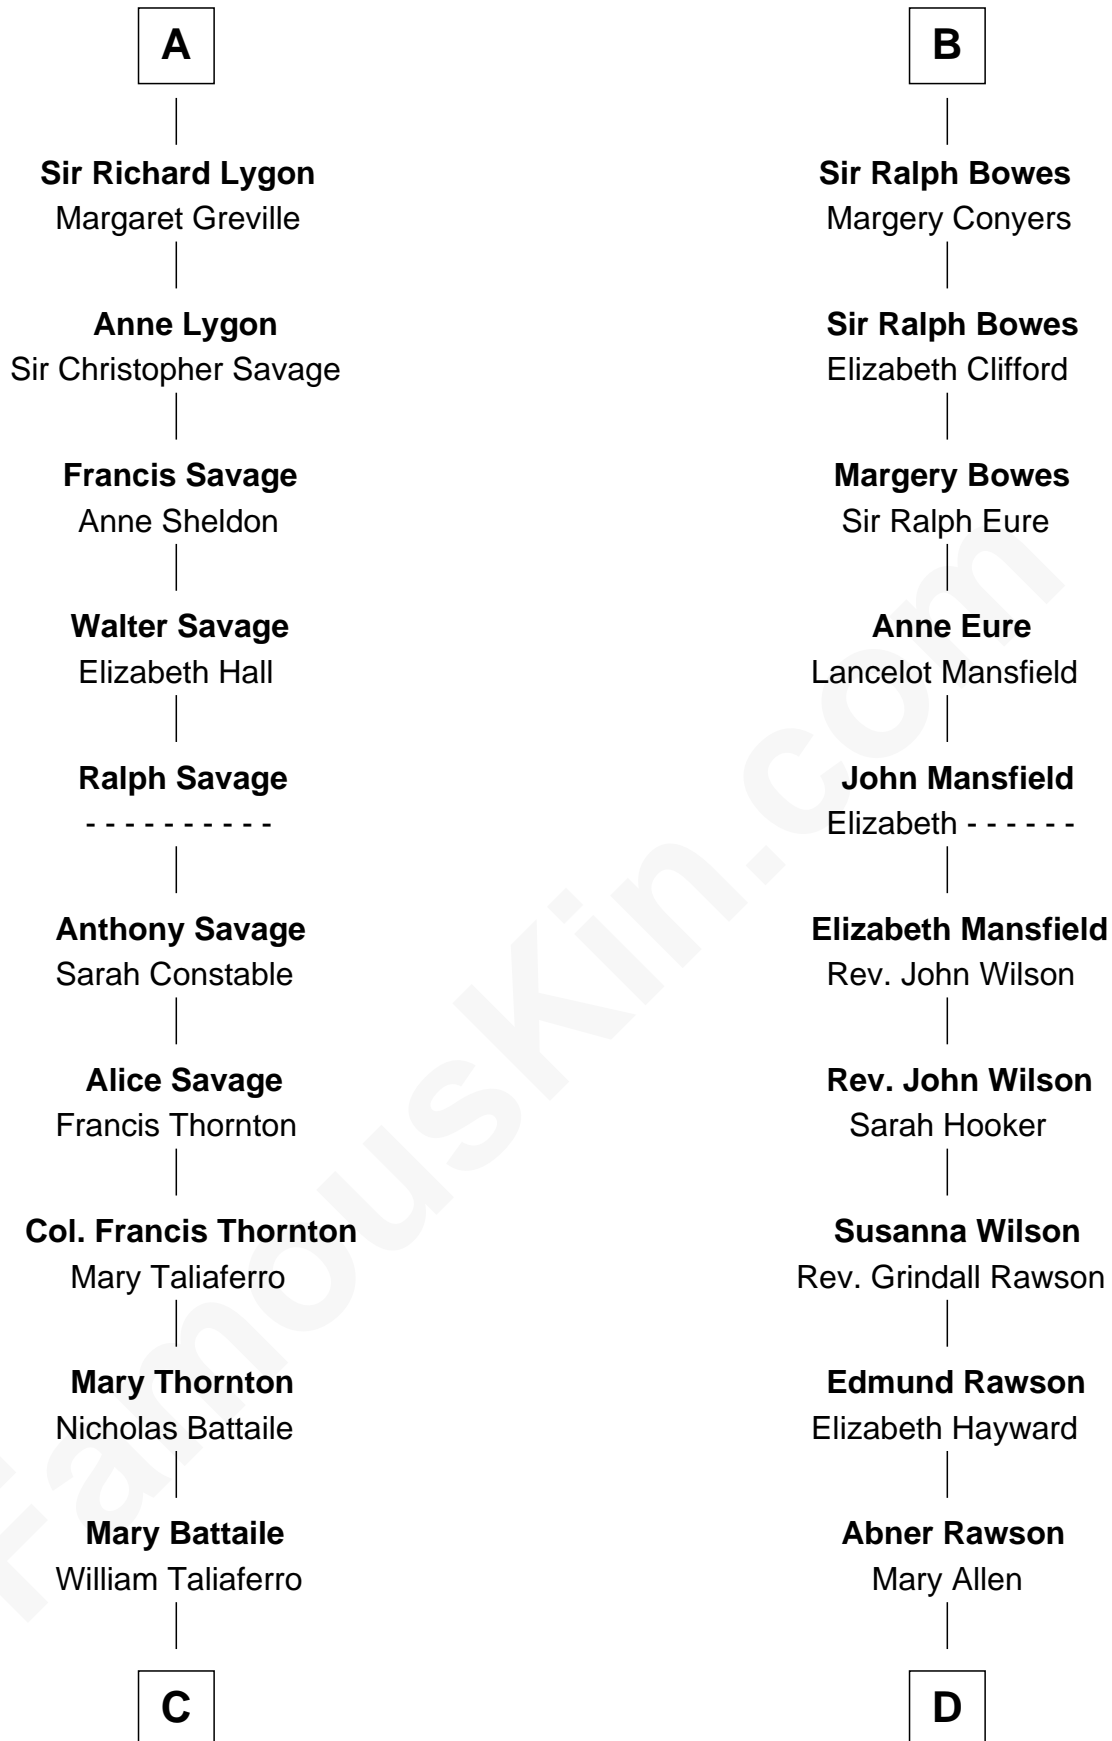 A
Sir Richard Lygon
Margaret Greville
Anne Lygon
Sir Christopher Savage
Francis Savage
Anne Sheldon
Walter Savage
Elizabeth Hall
Ralph Savage
- - - - - - - - - -
Anthony Savage
Sarah Constable
Alice Savage
Francis Thornton
Col. Francis Thornton
Mary Taliaferro
Mary Thornton
Nicholas Battaile
Mary Battaile
William Taliaferro
C
B
Sir Ralph Bowes
Margery Conyers
Sir Ralph Bowes
Elizabeth Clifford
Margery Bowes
Sir Ralph Eure
Anne Eure
Lancelot Mansfield
John Mansfield
Elizabeth - - - - - -
Elizabeth Mansfield
Rev. John Wilson
Rev. John Wilson
Sarah Hooker
Susanna Wilson
Rev. Grindall Rawson
Edmund Rawson
Elizabeth Hayward
Abner Rawson
Mary Allen
D
FamousKin.com